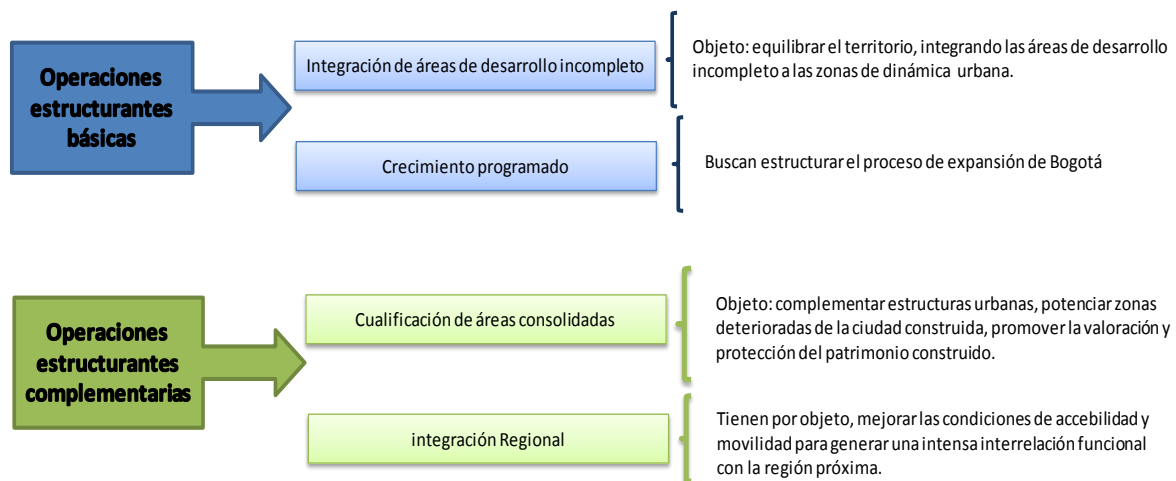 Operaciones
estructurantes
básicas
Integración de áreas de desarrollo incompleto
Objeto: equilibrar el territorio, integrando las áreas de desarrollo
incompleto a las zonas de dinámica urbana.
Crecimiento programado
Buscan estructurar el proceso de expansión de Bogotá
Operaciones
estructurantes
complementarias
Cualificación de áreas consolidadas
Objeto: complementar estructuras urbanas, potenciar zonas
deterioradas de la ciudad construida, promover la valoración y
protección del patrimonio construido.
integración Regional
Tienen por objeto, mejorar las condiciones de accebilidad y
movilidad para generar una intensa interrelación funcional
con la región próxima.